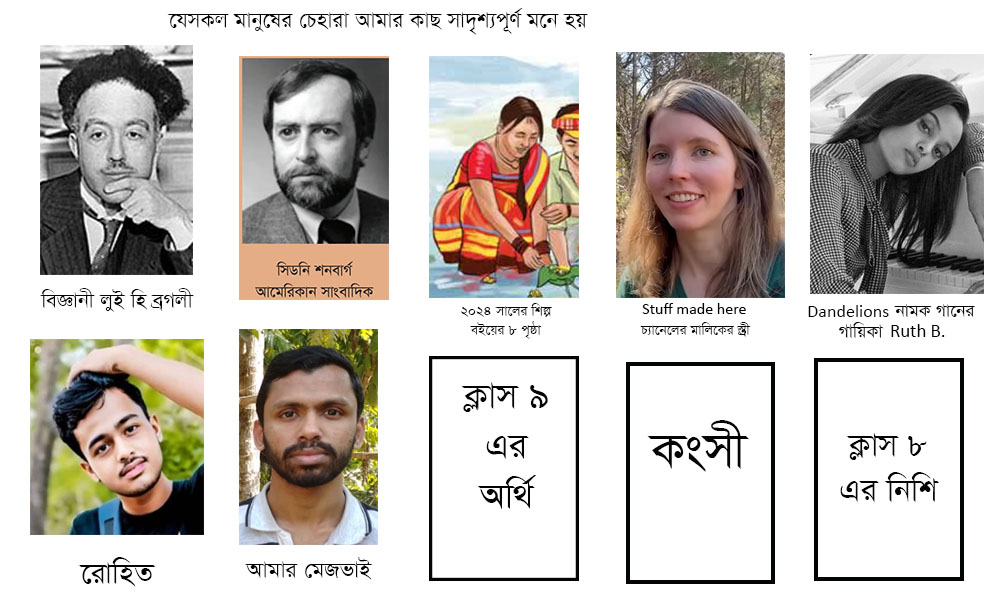 যেসকল মানুষের চেহারা আমার কাছ সাদৃশ্যপূর্ণ মনে হয়
বিজ্ঞানী লুই হি ব্রগলী
সিডনি শনবার্গ
আমেরিকান সাংবাদিক
২০২৪ সালের শিল্প
বইয়ের ৮ পৃষ্ঠা
Stuff made here
চ্যানেলের মালিকের স্ত্রী
Dandelions নামক গানের
গায়িকা Ruth B.
রোহিত
আমার মেজভাই
ক্লাস ৯
এর
অর্থি
কংসী
ক্লাস ৮
এর নিশি